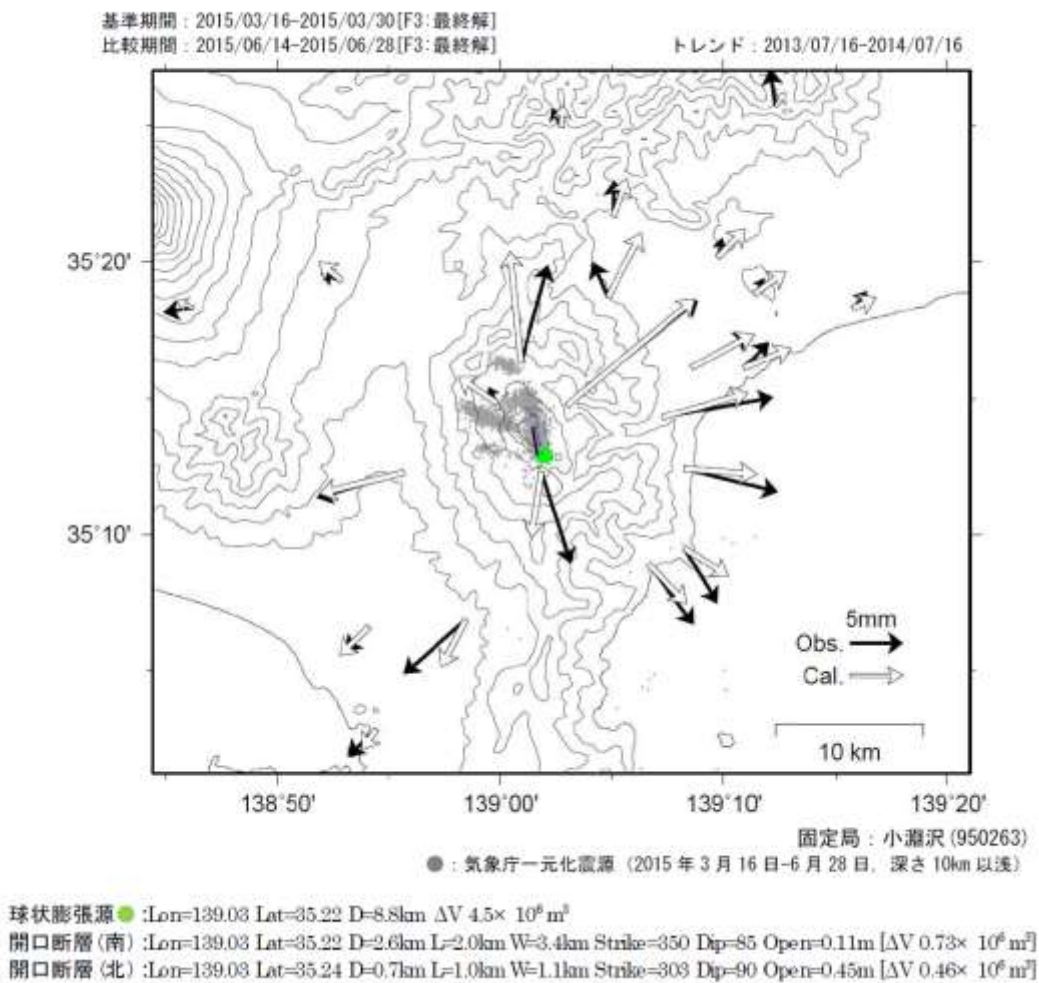 基準期間：2015/03/16-2015/03/30[F3:最終解]
比較期間：2015/06/14-2015/06/28[F3:最終解]
トレンド：2013/07/16-2014/07/16
35°20'
35°10'
5mm
Obs.
Cal.
10 km
138°50'
139°00'
139°10'
139°20'
固定局：小淵沢(950263)
：気象庁一元化震源（2015年3月16日-6月28日，深さ10km以浅）
球状膨張源 :Lon=139.03 Lat=35.22 D=8.8km ΔV 4.5× 10⁶ m³
開口断層(南) :Lon=139.03 Lat=35.22 D=2.6km L=2.0km W=3.4km Strike=350 Dip=85 Open=0.11m [ΔV 0.73× 10⁶ m³]
開口断層(北) :Lon=139.03 Lat=35.24 D=0.7km L=1.0km W=1.1km Strike=303 Dip=90 Open=0.45m [ΔV 0.46× 10⁶ m³]